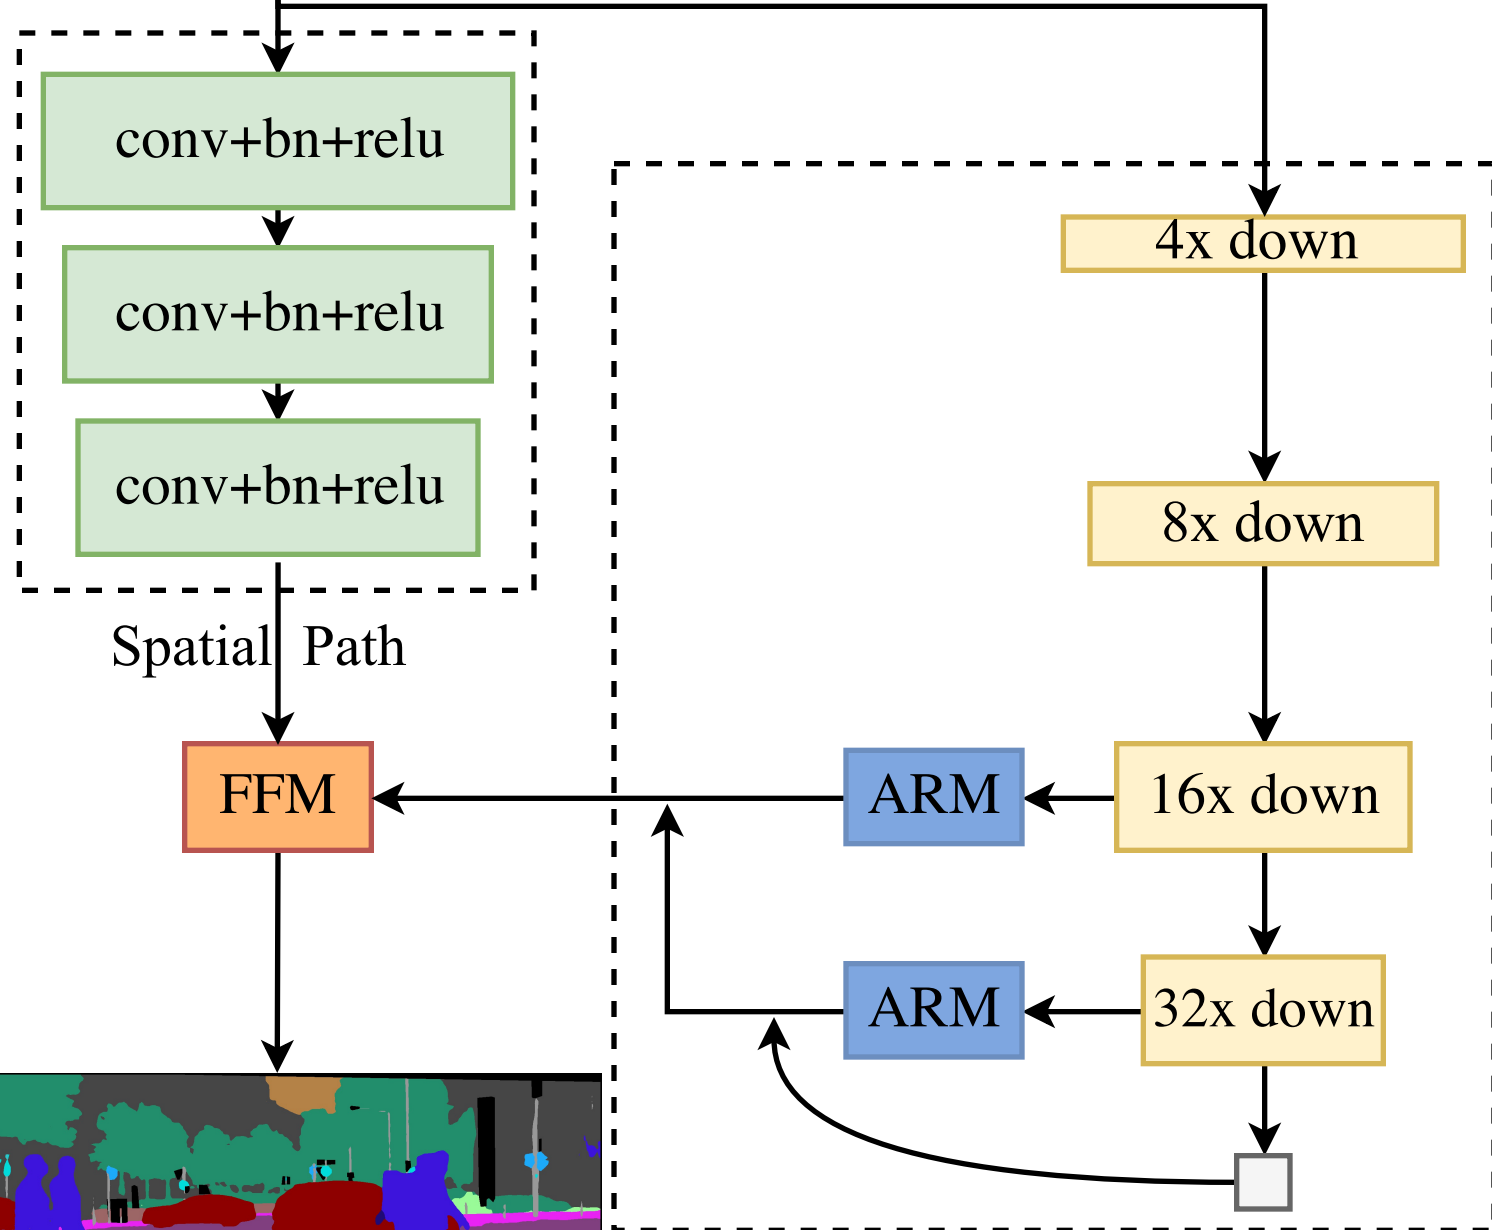 conv+bn+relu
conv+bn+relu
conv+bn+relu
Spatial Path
FFM
4x down
8x down
ARM
16x down
ARM
32x down